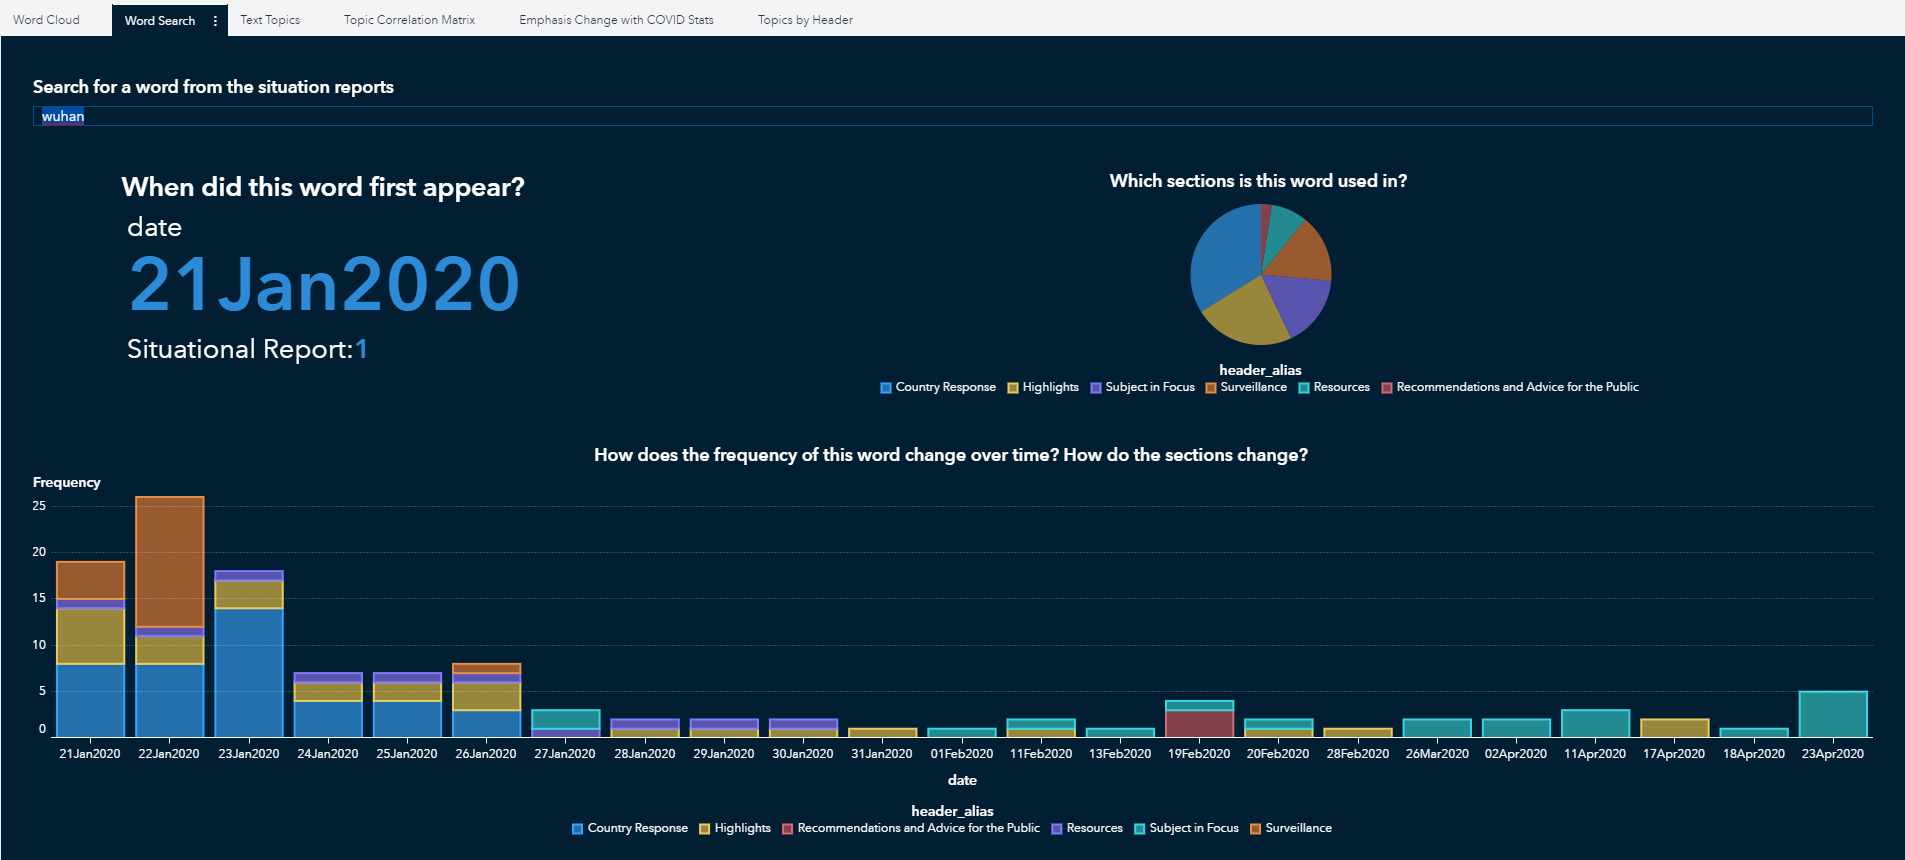 Word Cloud Word Search Text Topics Topic Correlation Matrix Emphasis Change with COVID Stats Topics by Header
Search for a word from the situation reports
wuhan
When did this word first appear?
date
21Jan2020
Situational Report:1
Which sections is this word used in?
header_alias
Country Response Highlights Subject in Focus Surveillance Resources Recommendations and Advice for the Public
How does the frequency of this word change over time? How do the sections change?
Frequency
25
20
15
10
5
0
21Jan2020 22Jan2020 23Jan2020 24Jan2020 25Jan2020 26Jan2020 27Jan2020 28Jan2020 29Jan2020 30Jan2020 31Jan2020 01Feb2020 11Feb2020 13Feb2020 19Feb2020 20Feb2020 28Feb2020 26Mar2020 02Apr2020 11Apr2020 17Apr2020 18Apr2020 23Apr2020
date
header_alias
Country Response Highlights Recommendations and Advice for the Public Resources Subject in Focus Surveillance